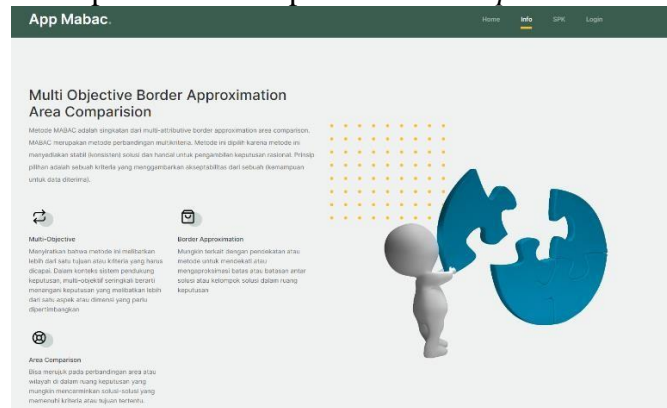 App Mabac.
Home Info SPK Login
Multi Objective Border Approximation
Area Comparision
Metode MABAC adalah singkatan dari multi-attributive border approximation area comparison.
MABAC merupakan metode perbandingan multikriteria. Metode ini dipilih karena metode ini
menyediakan stabil (konsisten) solusi dan handal untuk pengambilan keputusan rasional. Prinsip
pilihan adalah sebuah kriteria yang menggambarkan akseptabilitas dari sebuah (kemampuan
untuk data diterima).
Multi-Objective
Menyiratkan bahwa metode ini melibatkan
lebih dari satu tujuan atau kriteria yang harus
dicapai. Dalam konteks sistem pendukung
keputusan, multi-objektif seringkali berarti
menangani keputusan yang melibatkan lebih
dari satu aspek atau dimensi yang perlu
dipertimbangkan
Border Approximation
Mungkin terkait dengan pendekatan atau
metode untuk mendekati atau
mengaproksimasi batas atau batasan antar
solusi atau kelompok solusi dalam ruang
keputusan
Area Comparison
Bisa merujuk pada perbandingan area atau
wilayah di dalam ruang keputusan yang
mungkin mencerminkan solusi-solusi yang
memenuhi kriteria atau tujuan tertentu.